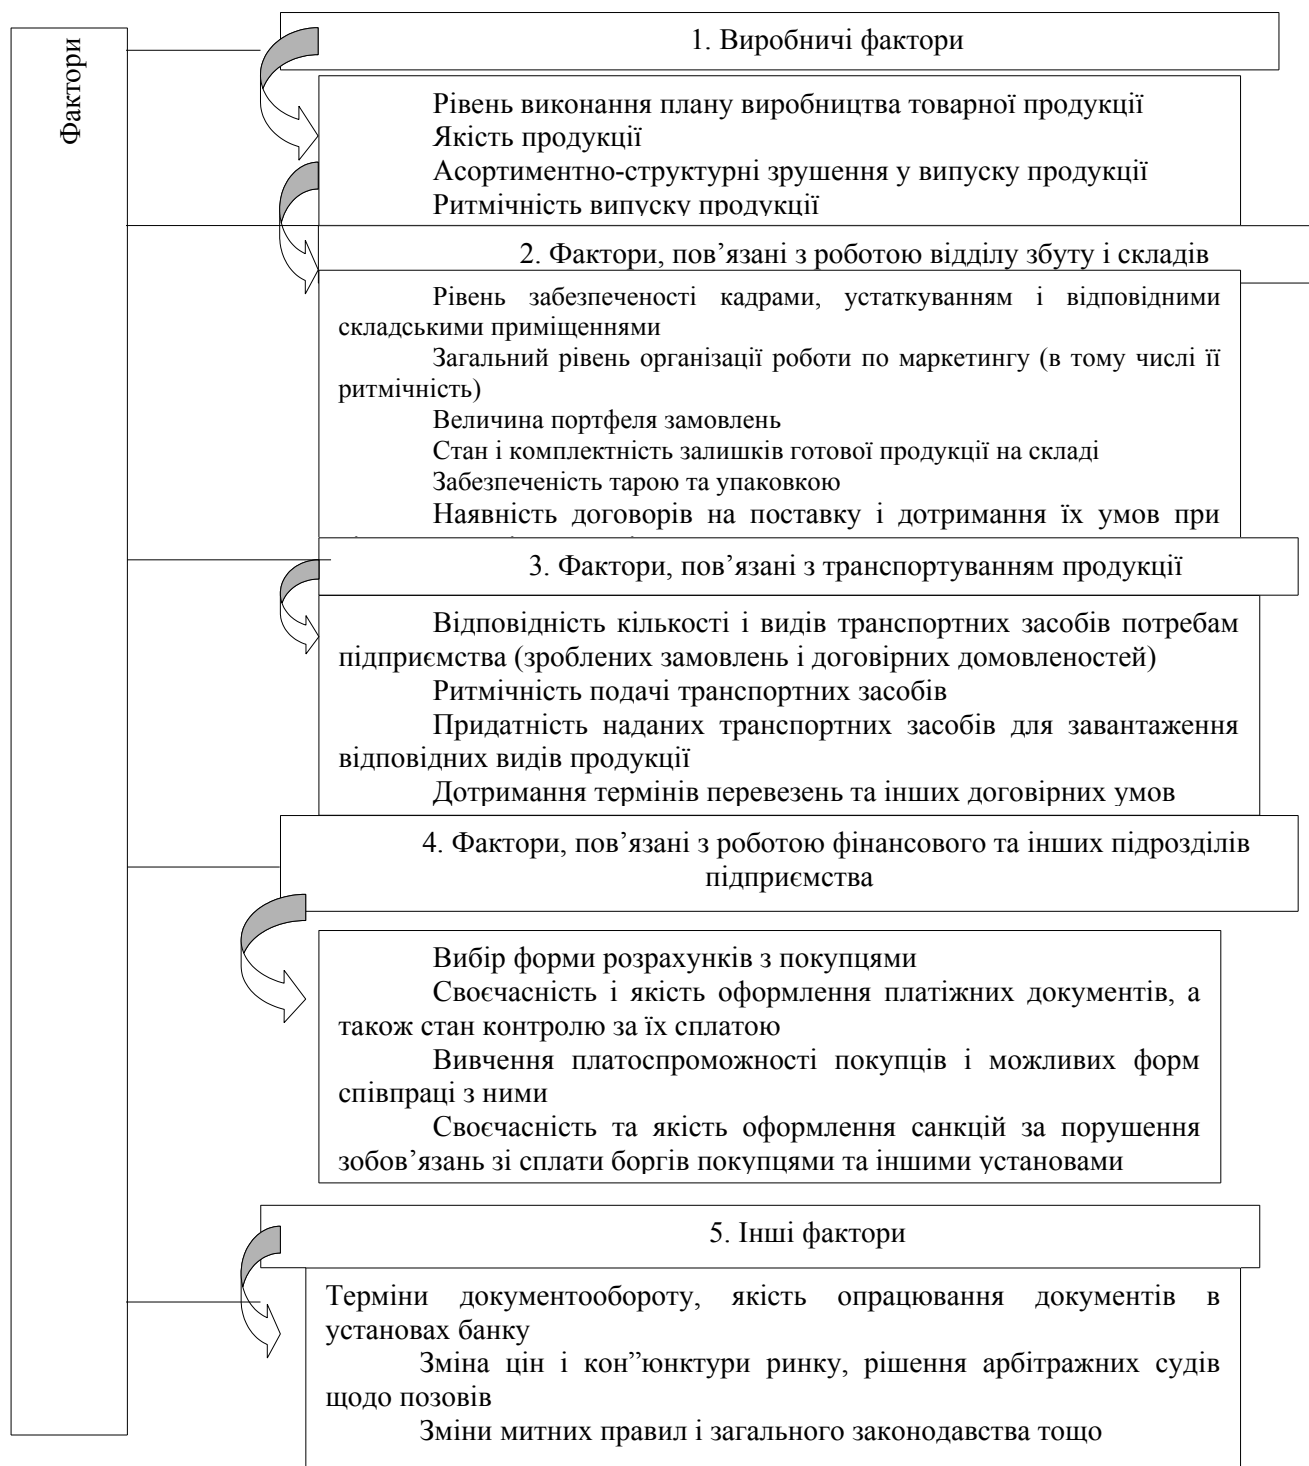 Фактори
1. Виробничі фактори
Рівень виконання плану виробництва товарної продукції
Якість продукції
Асортиментно-структурні зрушення у випуску продукції
Ритмічність випуску продукції
2. Фактори, пов’язані з роботою відділу збуту і складів
Рівень забезпеченості кадрами, устаткуванням і відповідними
складськими приміщеннями
Загальний рівень організації роботи по маркетингу (в тому числі її
ритмічність)
Величина портфеля замовлень
Стан і комплектність залишків готової продукції на складі
Забезпеченість тарою та упаковкою
Наявність договорів на поставку і дотримання їх умов при
3. Фактори, пов’язані з транспортуванням продукції
Відповідність кількості і видів транспортних засобів потребам
підприємства (зроблених замовлень і договірних домовленостей)
Ритмічність подачі транспортних засобів
Придатність наданих транспортних засобів для завантаження
відповідних видів продукції
Дотримання термінів перевезень та інших договірних умов
4. Фактори, пов’язані з роботою фінансового та інших підрозділів
підприємства
Вибір форми розрахунків з покупцями
Своєчасність і якість оформлення платіжних документів, а
також стан контролю за їх сплатою
Вивчення платоспроможності покупців і можливих форм
співпраці з ними
Своєчасність та якість оформлення санкцій за порушення
зобов’язань зі сплати боргів покупцями та іншими установами
5. Інші фактори
Терміни документообороту, якість опрацювання документів в
установах банку
Зміна цін і кон”юнктури ринку, рішення арбітражних судів
щодо позовів
Зміни митних правил і загального законодавства тощо